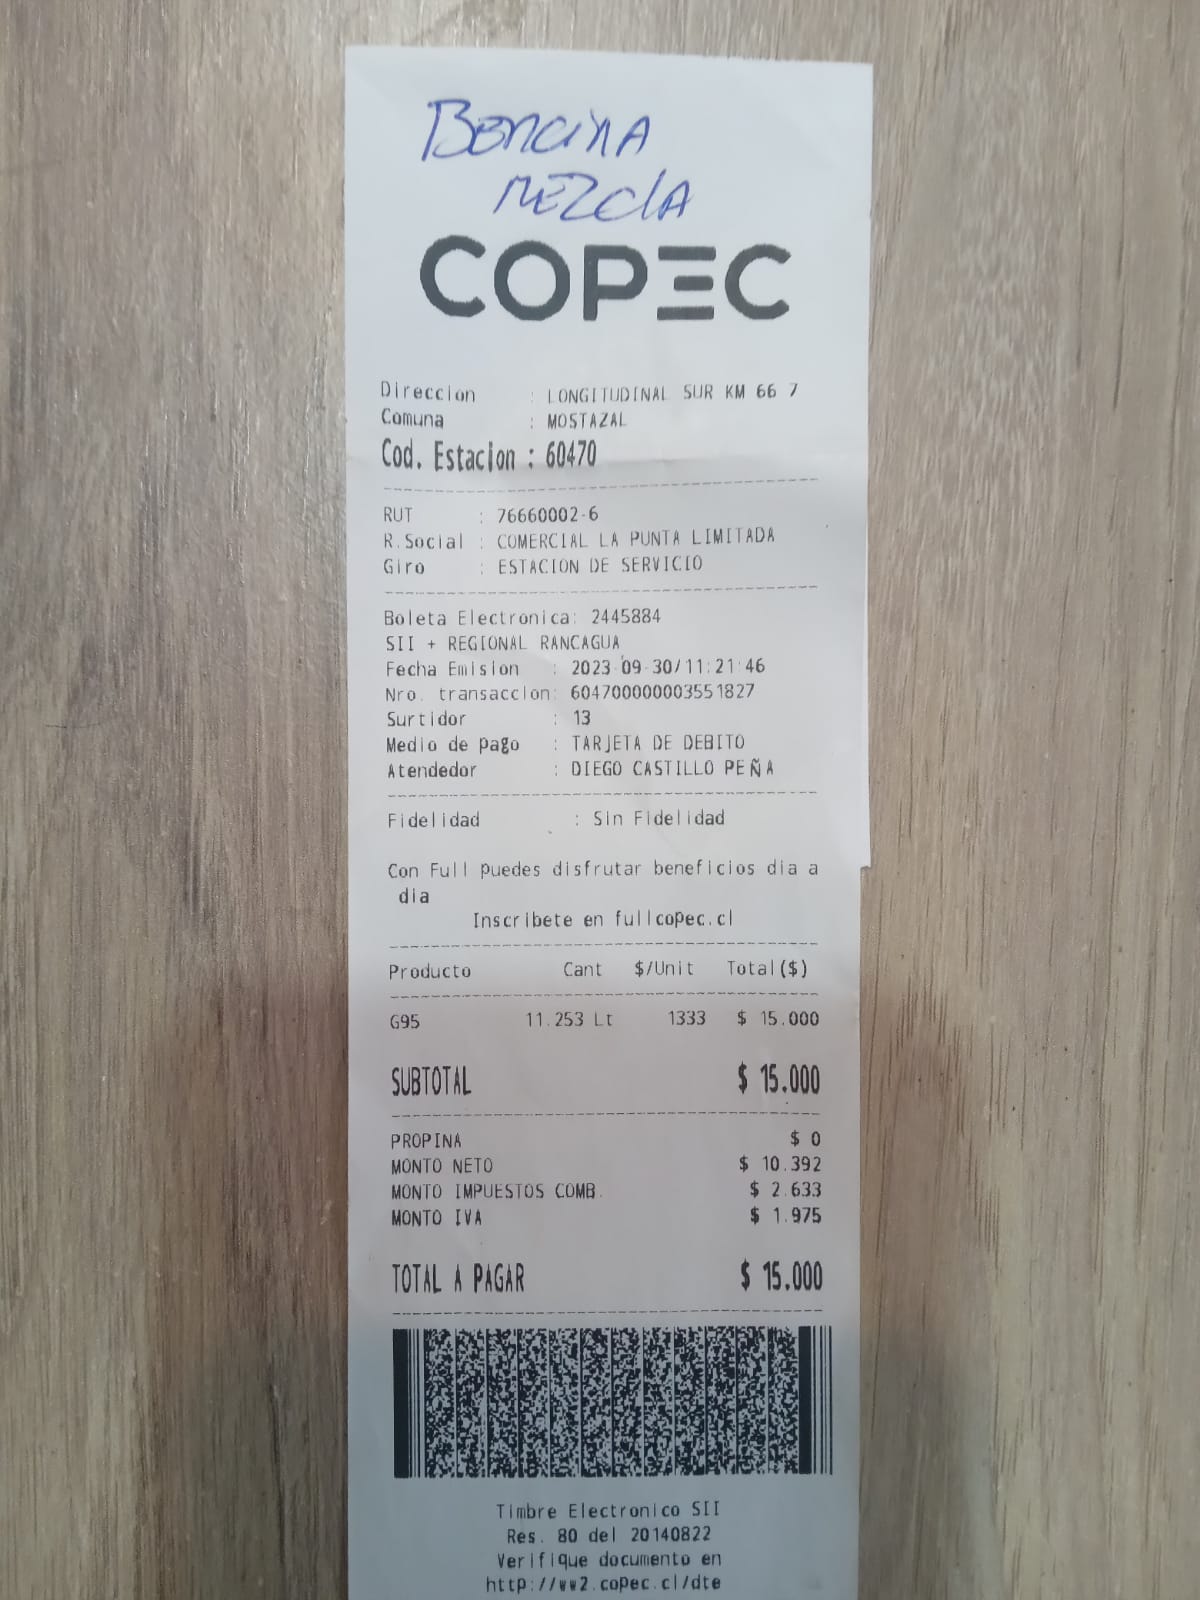 Bencina
Mezcla
COPEC
Direccion : LONGITUDINAL SUR KM 66 7
Comuna : MOSTAZAL
Cod. Estacion : 60470
RUT : 76660002-6
R.Social : COMERCIAL LA PUNTA LIMITADA
Giro : ESTACION DE SERVICIO
Boleta Electronica: 2445884
SII + REGIONAL RANCAGUA
Fecha Emision : 2023-09-30/11:21:46
Nro. transaccion: 604700000003551827
Surtidor : 13
Medio de pago : TARJETA DE DEBITO
Atendedor : DIEGO CASTILLO PEÑA
Fidelidad : Sin Fidelidad
Con Full puedes disfrutar beneficios dia a
dia
Inscribete en fullcopec.cl
Producto Cant $/Unit Total($)
G95 11.253 Lt 1333 $ 15.000
SUBTOTAL $ 15.000
PROPINA $ 0
MONTO NETO $ 10.392
MONTO IMPUESTOS COMB. $ 2.633
MONTO IVA $ 1.975
TOTAL A PAGAR $ 15.000
Timbre Electronico SII
Res. 80 del 20140822
Verifique documento en
http://ww2.copec.cl/dte